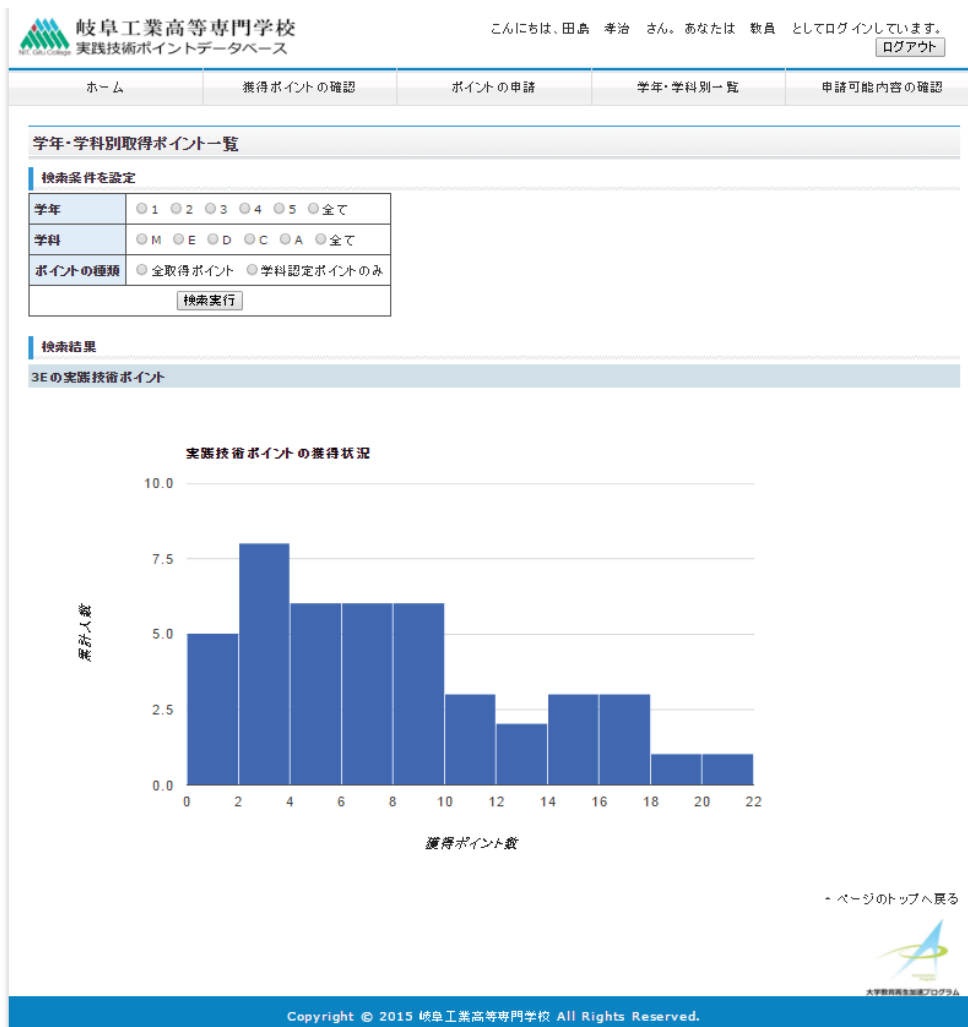 岐阜工業高等専門学校
実践技術ポイントデータベース
NIT, Gifu College
こんにちは、田島 孝治 さん。あなたは 教員 としてログインしています。
ログアウト
ホーム 獲得ポイントの確認 ポイントの申請 学年・学科別一覧 申請可能内容の確認
学年・学科別取得ポイント一覧
検索条件を設定
学年 1 2 3 4 5 全て
学科 M E D C A 全て
ポイントの種類 全取得ポイント 学科認定ポイントのみ
検索実行
検索結果
3Eの実践技術ポイント
実践技術ポイントの獲得状況
10.0
7.5
5.0
2.5
0.0
累計人数
0 2 4 6 8 10 12 14 16 18 20 22
獲得ポイント数
ページのトップへ戻る
大学教育再生加速プログラム
Copyright © 2015 岐阜工業高等専門学校 All Rights Reserved.